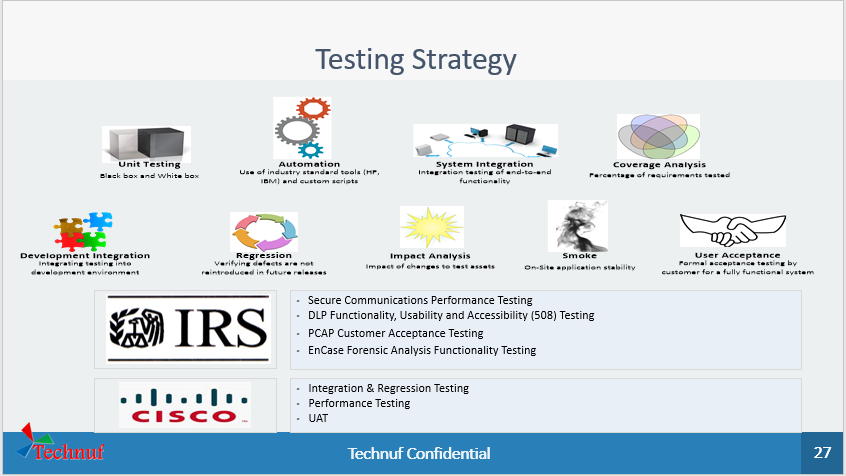 Testing Strategy
Unit Testing
Black box and White box
Automation
Use of industry standard tools (HP,
IBM) and custom scripts
System Integration
Integration testing of end-to-end
functionality
Coverage Analysis
Percentage of requirements tested
Development Integration
Integrating testing into
development environment
Regression
Verifying defects are not
reintroduced in future releases
Impact Analysis
Impact of changes to test assets
Smoke
On-Site application stability
User Acceptance
Formal acceptance testing by
customer for a fully functional system
IRS
- Secure Communications Performance Testing
- DLP Functionality, Usability and Accessibility (508) Testing
- PCAP Customer Acceptance Testing
- EnCase Forensic Analysis Functionality Testing
CISCO
- Integration & Regression Testing
- Performance Testing
- UAT
Technuf
Technuf Confidential
27